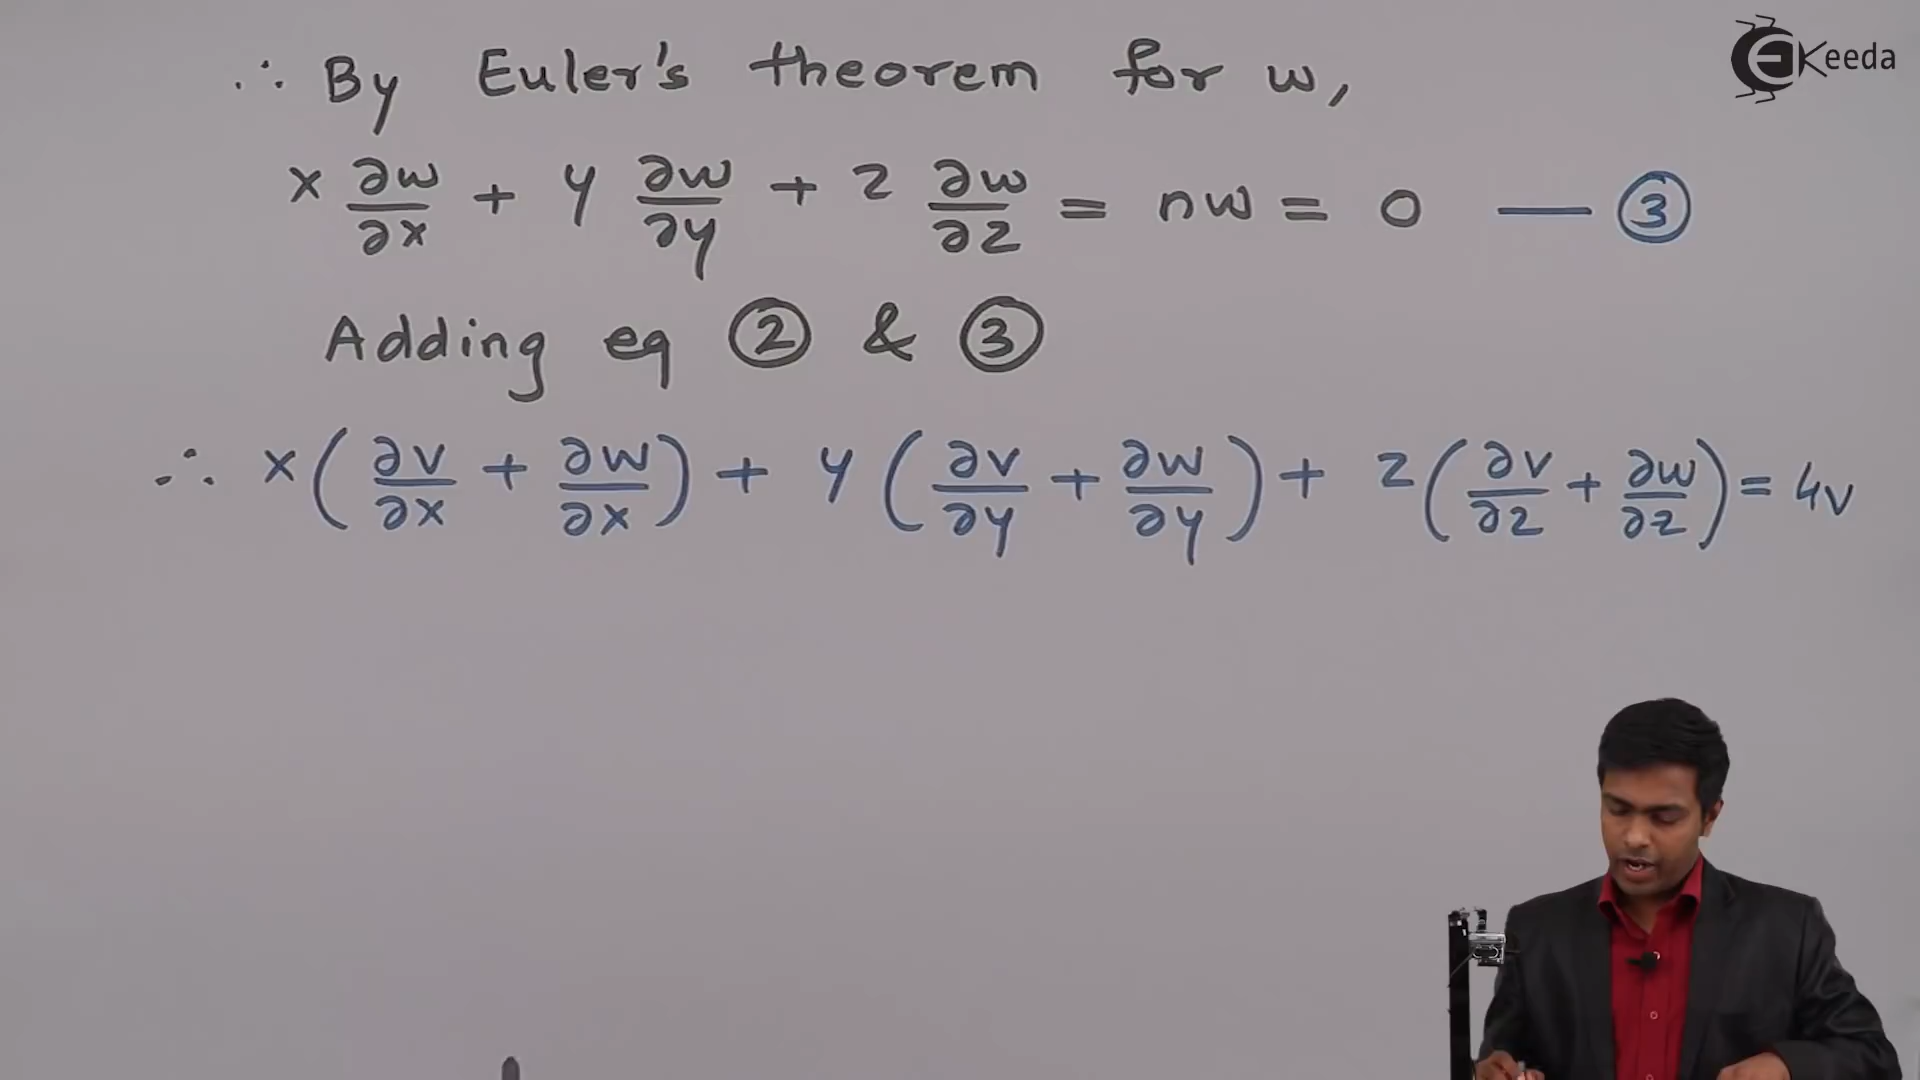 EKeeda
∴ By Euler's theorem for w,
x ∂w/∂x + y ∂w/∂y + z ∂w/∂z = nw = 0 — ③
Adding eq ② & ③
∴ x(∂v/∂x + ∂w/∂x) + y(∂v/∂y + ∂w/∂y) + z(∂v/∂z + ∂w/∂z) = 4v